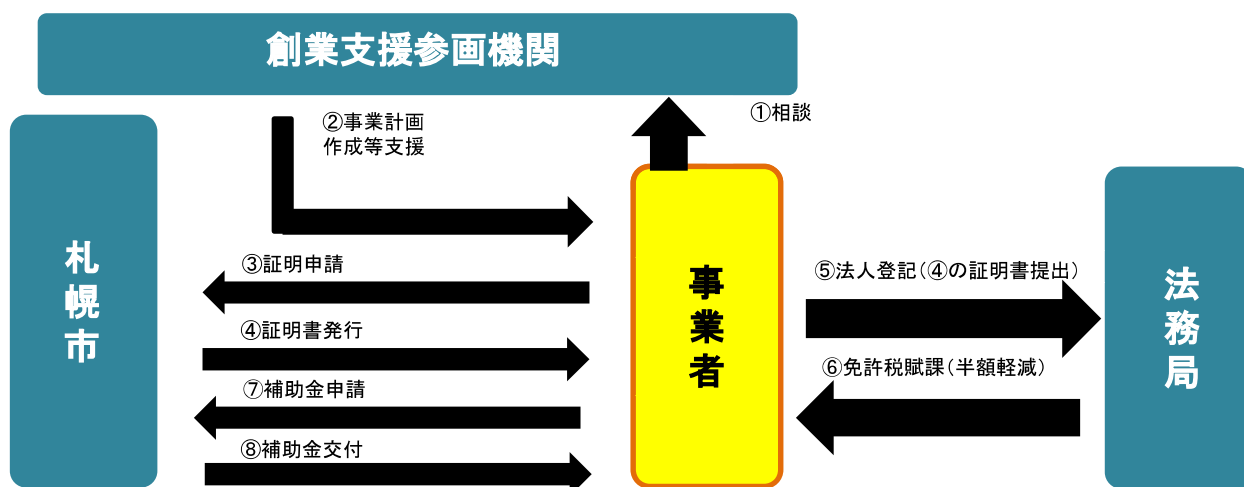 創業支援参画機関
①相談
②事業計画
作成等支援
札幌市
③証明申請
④証明書発行
⑦補助金申請
⑧補助金交付
事業者
⑤法人登記(④の証明書提出)
⑥免許税賦課(半額軽減)
法務局